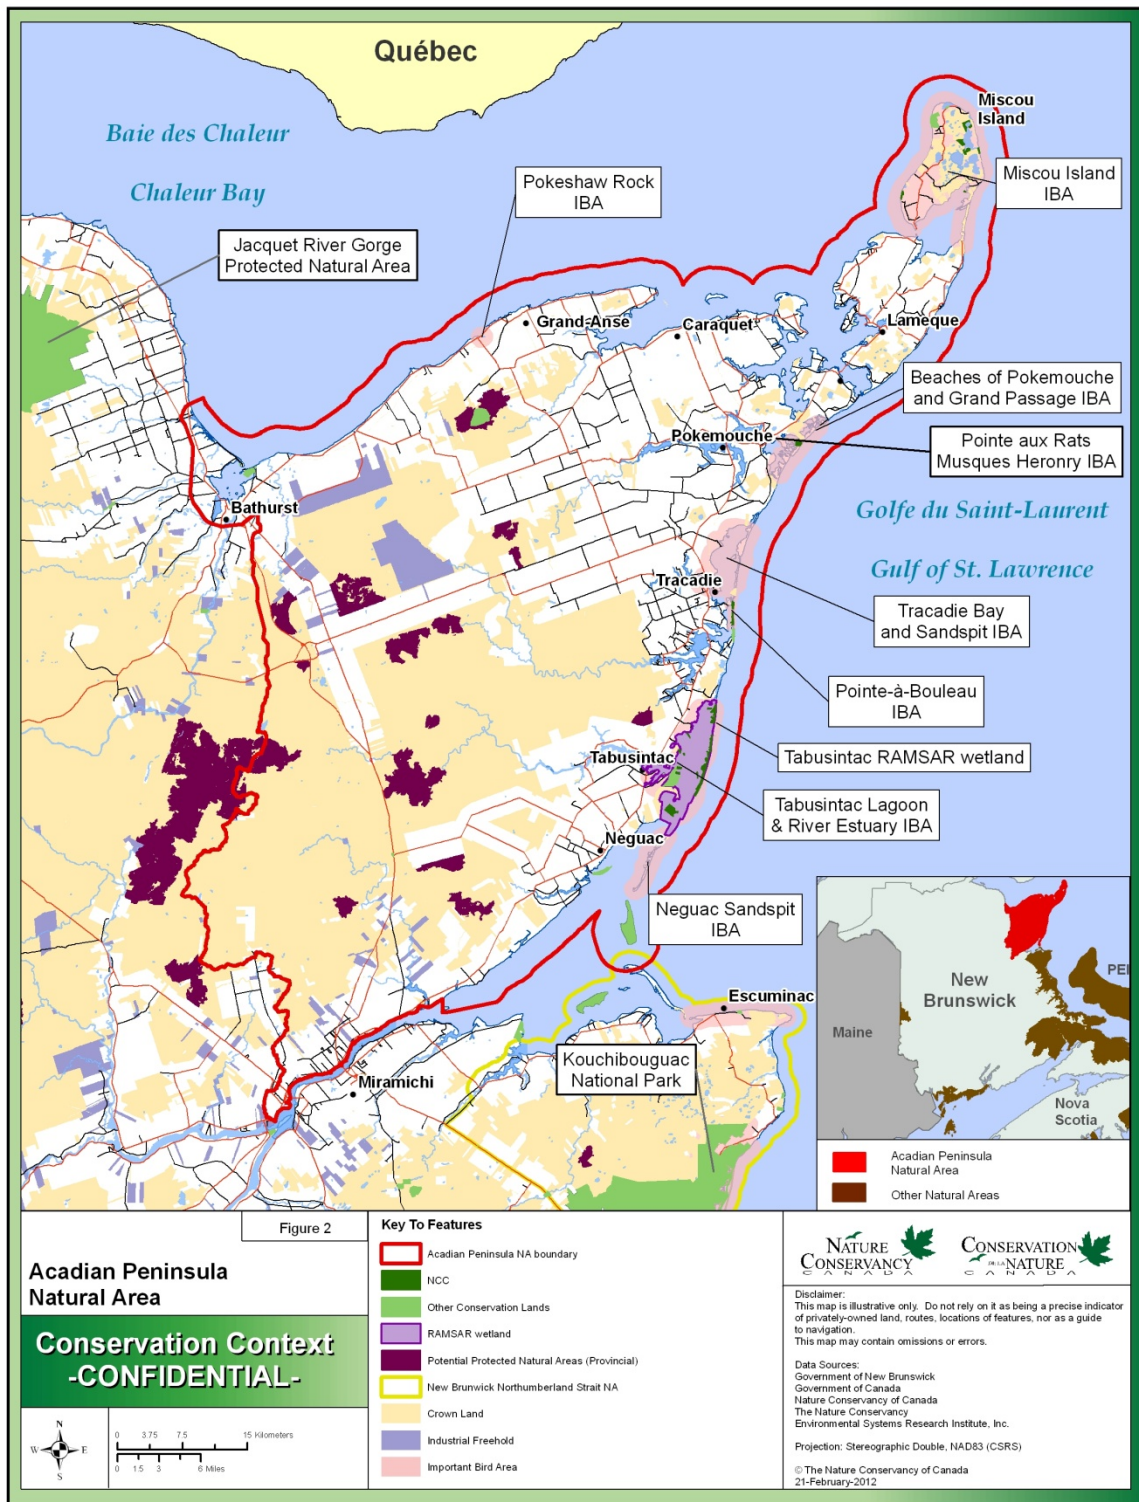 Québec
Baie des Chaleur
Chaleur Bay
Miscou
Island
Miscou Island
IBA
Pokeshaw Rock
IBA
Jacquet River Gorge
Protected Natural Area
Grand-Anse
Caraquet
Lameque
Beaches of Pokemouche
and Grand Passage IBA
Pokemouche
Pointe aux Rats
Musques Heronry IBA
Bathurst
Golfe du Saint-Laurent
Gulf of St. Lawrence
Tracadie
Tracadie Bay
and Sandspit IBA
Pointe-à-Bouleau
IBA
Tabusintac
Tabusintac RAMSAR wetland
Tabusintac Lagoon
& River Estuary IBA
Neguac
Neguac Sandspit
IBA
Escuminac
Kouchibouguac
National Park
Miramichi
New
Brunswick
PEI
Maine
Nova
Scotia
Acadian Peninsula
Natural Area
Other Natural Areas
Figure 2
Acadian Peninsula
Natural Area
Conservation Context
-CONFIDENTIAL-
N
W E
S
0 3.75 7.5 15 Kilometers
0 1.5 3 6 Miles
Key To Features
Acadian Peninsula NA boundary
NCC
Other Conservation Lands
RAMSAR wetland
Potential Protected Natural Areas (Provincial)
New Brunwick Northumberland Strait NA
Crown Land
Industrial Freehold
Important Bird Area
NATURE
CONSERVANCY
CANADA
CONSERVATION
DE LA NATURE
CANADA
Disclaimer:
This map is illustrative only. Do not rely on it as being a precise indicator
of privately-owned land, routes, locations of features, nor as a guide
to navigation.
This map may contain omissions or errors.
Data Sources:
Government of New Brunswick
Government of Canada
Nature Conservancy of Canada
The Nature Conservancy
Environmental Systems Research Institute, Inc.
Projection: Stereographic Double, NAD83 (CSRS)
© The Nature Conservancy of Canada
21-February-2012